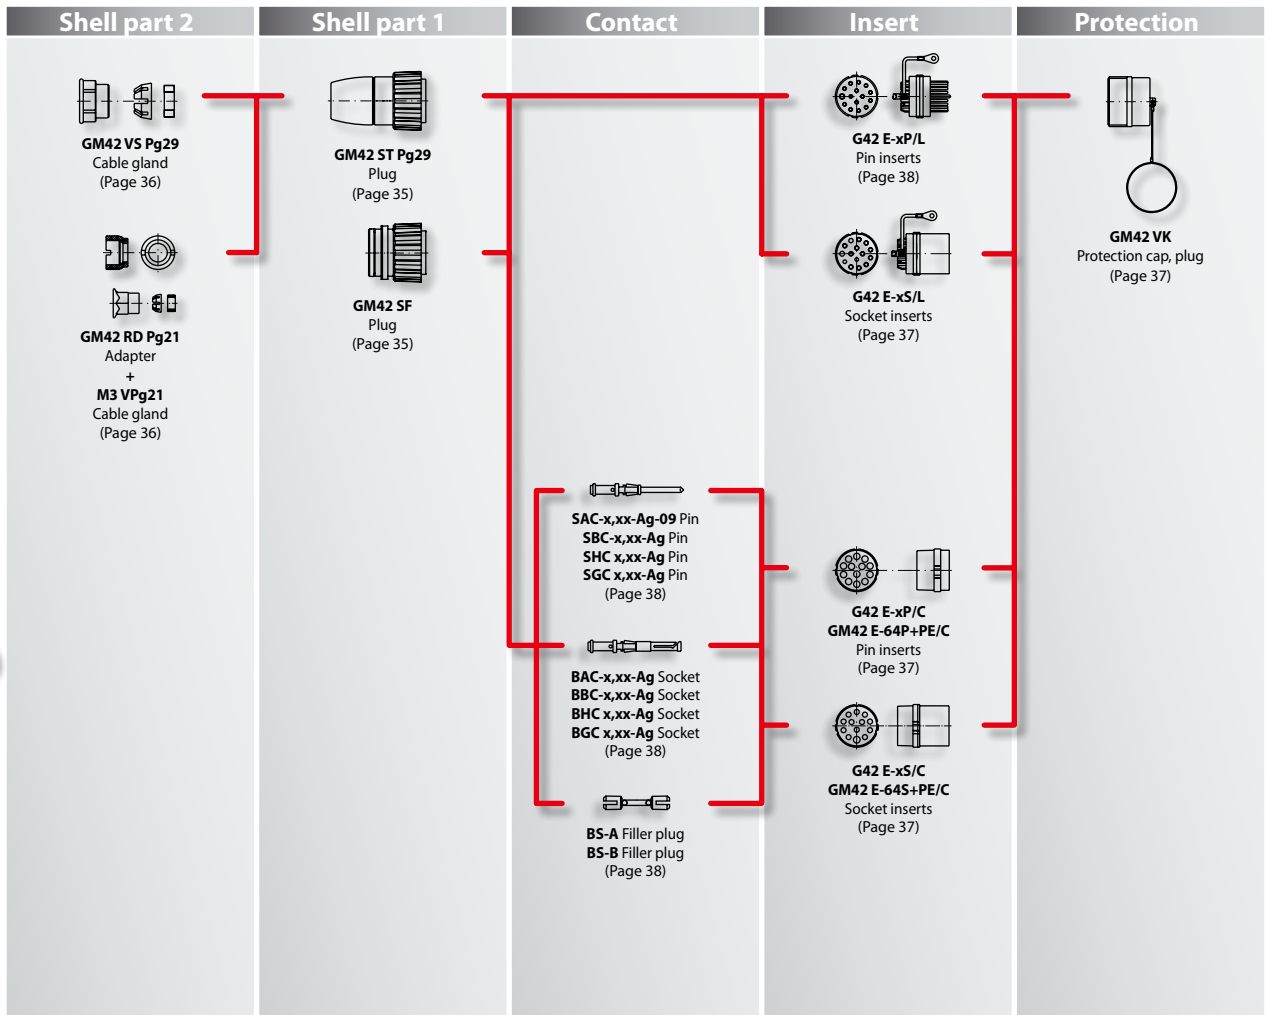 Shell part 2
Shell part 1
Contact
Insert
Protection
GM42 VS Pg29
Cable gland
(Page 36)
GM42 RD Pg21
Adapter
+
M3 VPg21
Cable gland
(Page 36)
GM42 ST Pg29
Plug
(Page 35)
GM42 SF
Plug
(Page 35)
SAC-x,xx-Ag-09 Pin
SBC-x,xx-Ag Pin
SHC x,xx-Ag Pin
SGC x,xx-Ag Pin
(Page 38)
BAC-x,xx-Ag Socket
BBC-x,xx-Ag Socket
BHC x,xx-Ag Socket
BGC x,xx-Ag Socket
(Page 38)
BS-A Filler plug
BS-B Filler plug
(Page 38)
G42 E-xP/L
Pin inserts
(Page 38)
G42 E-xS/L
Socket inserts
(Page 37)
G42 E-xP/C
GM42 E-64P+PE/C
Pin inserts
(Page 37)
G42 E-xS/C
GM42 E-64S+PE/C
Socket inserts
(Page 37)
GM42 VK
Protection cap, plug
(Page 37)